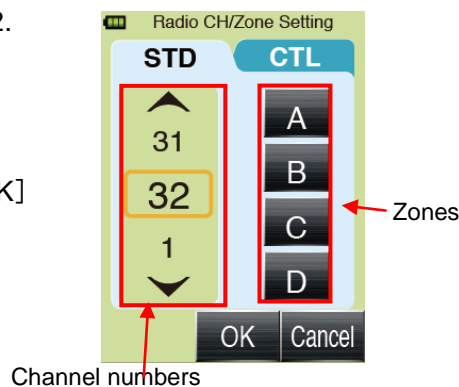 2.
Radio CH/Zone Setting
STD CTL
31
32
1
A
B
C
D
K]
Zones
OK Cancel
Channel numbers